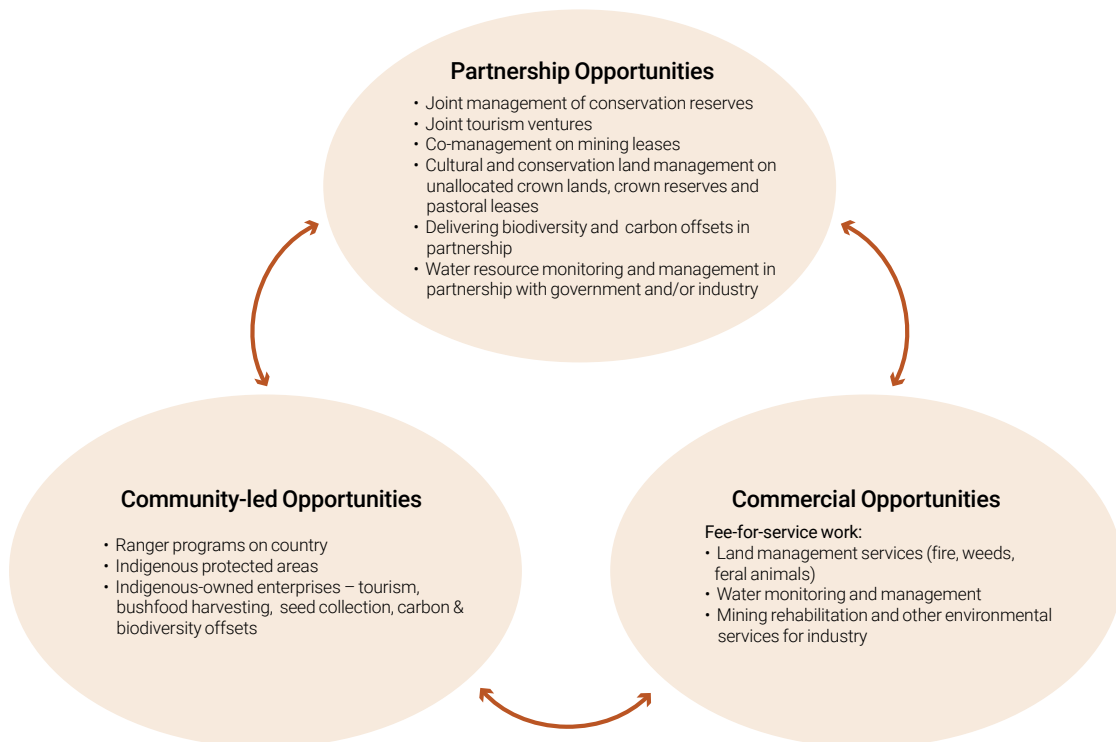 Partnership Opportunities
• Joint management of conservation reserves
• Joint tourism ventures
• Co-management on mining leases
• Cultural and conservation land management on
unallocated crown lands, crown reserves and
pastoral leases
• Delivering biodiversity and carbon offsets in
partnership
• Water resource monitoring and management in
partnership with government and/or industry
Community-led Opportunities
• Ranger programs on country
• Indigenous protected areas
• Indigenous-owned enterprises – tourism,
bushfood harvesting, seed collection, carbon &
biodiversity offsets
Commercial Opportunities
Fee-for-service work:
• Land management services (fire, weeds,
feral animals)
• Water monitoring and management
• Mining rehabilitation and other environmental
services for industry